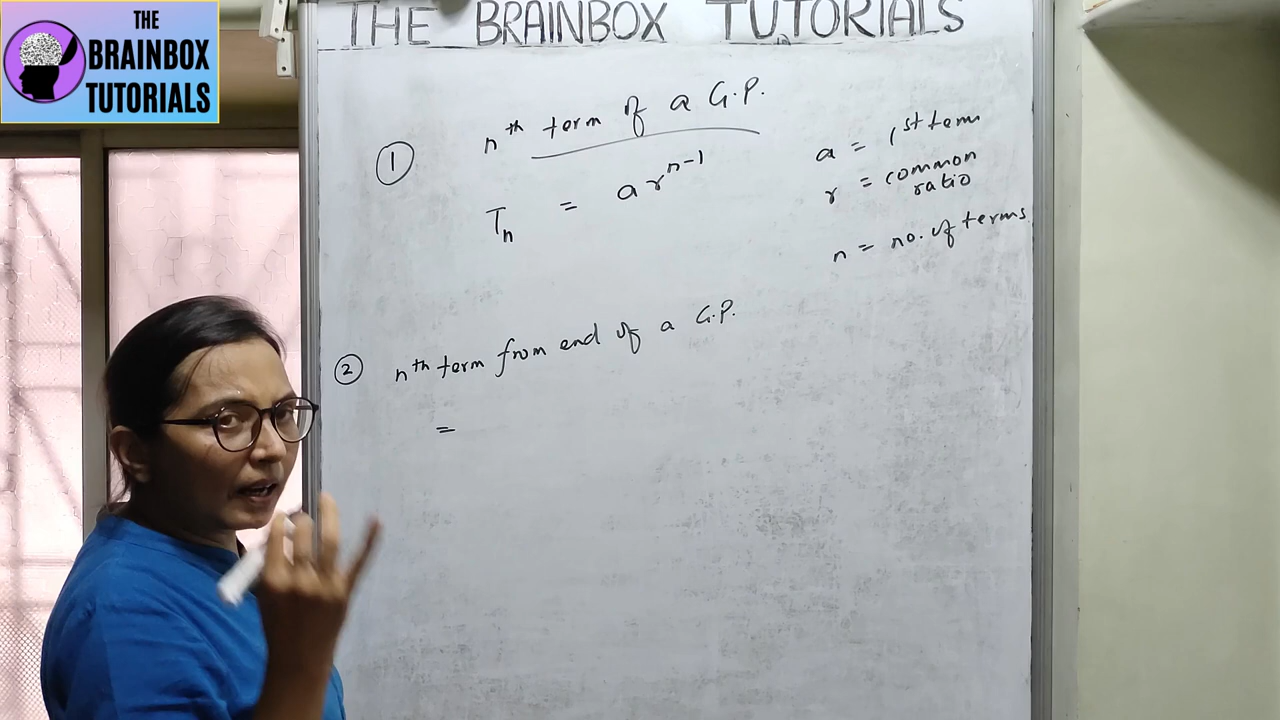 THE
BRAINBOX
TUTORIALS
THE BRAINBOX TUTORIALS
1 nth term of a G.P.
Tn = ar^n-1
a = 1st term
r = common
ratio
n = no. of terms
2 nth term from end of a G.P.
=